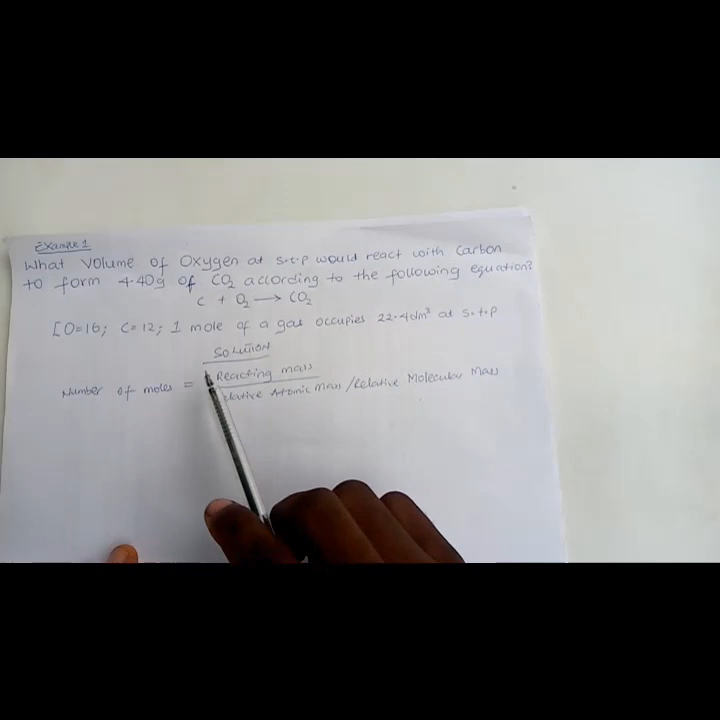 Example 1
What Volume of Oxygen at s.t.p would react with Carbon
to form 4.40g of CO₂ according to the following equation?
C + O₂ → CO₂
[O=16; C=12; 1 mole of a gas occupies 22.4dm³ at s.t.p
SOLUTION
Reacting mass
Number of moles =
Atomic Mass / Relative Molecular Mass